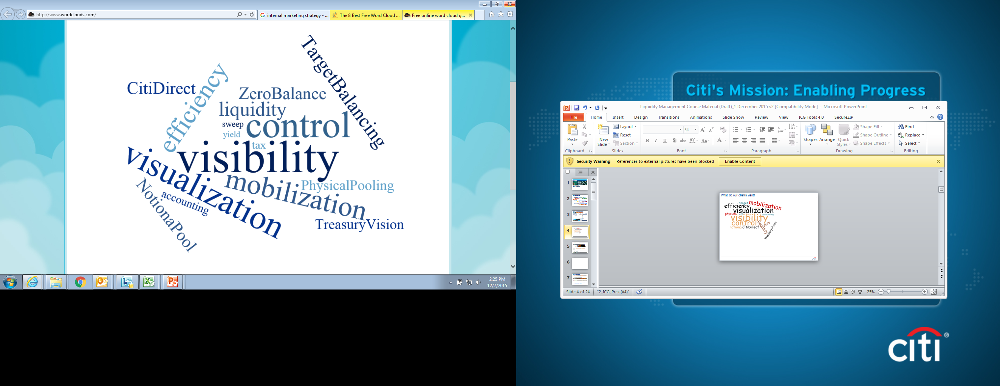 http://www.wordclouds.com/
internal marketing strategy - ...
The 8 Best Free Word Cloud ...
Free online word cloud g...
TargetBalancing
efficiency
CitiDirect
ZeroBalance
liquidity
sweep
control
yield
tax
visibility
visualization
mobilization
PhysicalPooling
NotionaPool
accounting
TreasuryVision
2:25 PM
12/7/2015
Citi's Mission: Enabling Progress
Liquidity Management Course Material (Draft)_1 December 2015 v2 [Compatibility Mode] - Microsoft PowerPoint
File Home Insert Design Transitions Animations Slide Show Review View ICG Tools 4.0 SecureZIP
Paste
Clipboard
New Slide
Layout
Reset
Section
Slides
54
Font
Paragraph
Shapes
Arrange
Quick Styles
Shape Fill
Shape Outline
Shape Effects
Drawing
Find
Replace
Select
Editing
Security Warning References to external pictures have been blocked Enable Content
1
2
3
4
5
6
7
What do our clients want?
target
mobilization
efficiency
visualization
physical
yield
accounting
visibility
control
liquidity
zero
notional
CitiDirect
TreasuryVision
citi
Slide 4 of 24 "2_ICG_Pres (A4)" 25%
citi®